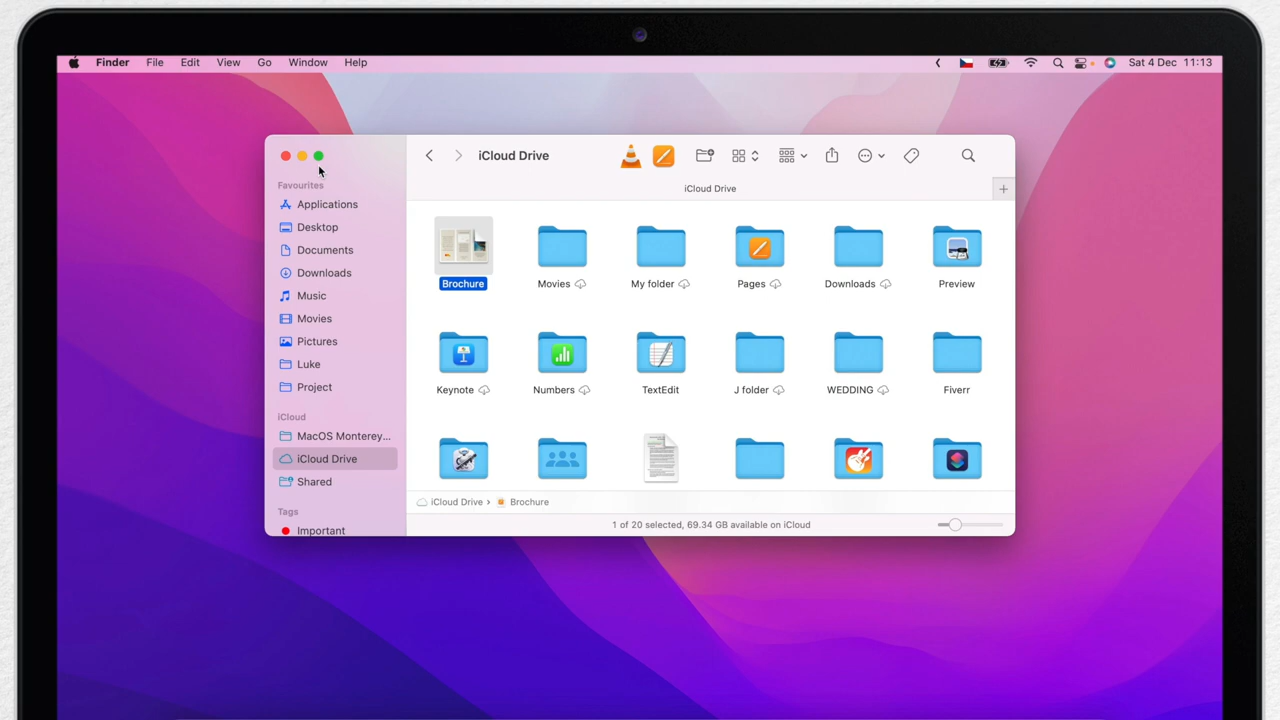 Finder File Edit View Go Window Help Sat 4 Dec 11:13
iCloud Drive
Favourites
Applications
Desktop
Documents
Downloads
Music
Movies
Pictures
Luke
Project
iCloud
MacOS Monterey...
iCloud Drive
Shared
Tags
Important
iCloud Drive
Brochure Movies My folder Pages Downloads Preview
Keynote Numbers TextEdit J folder WEDDING Fiverr
iCloud Drive › Brochure
1 of 20 selected, 69.34 GB available on iCloud